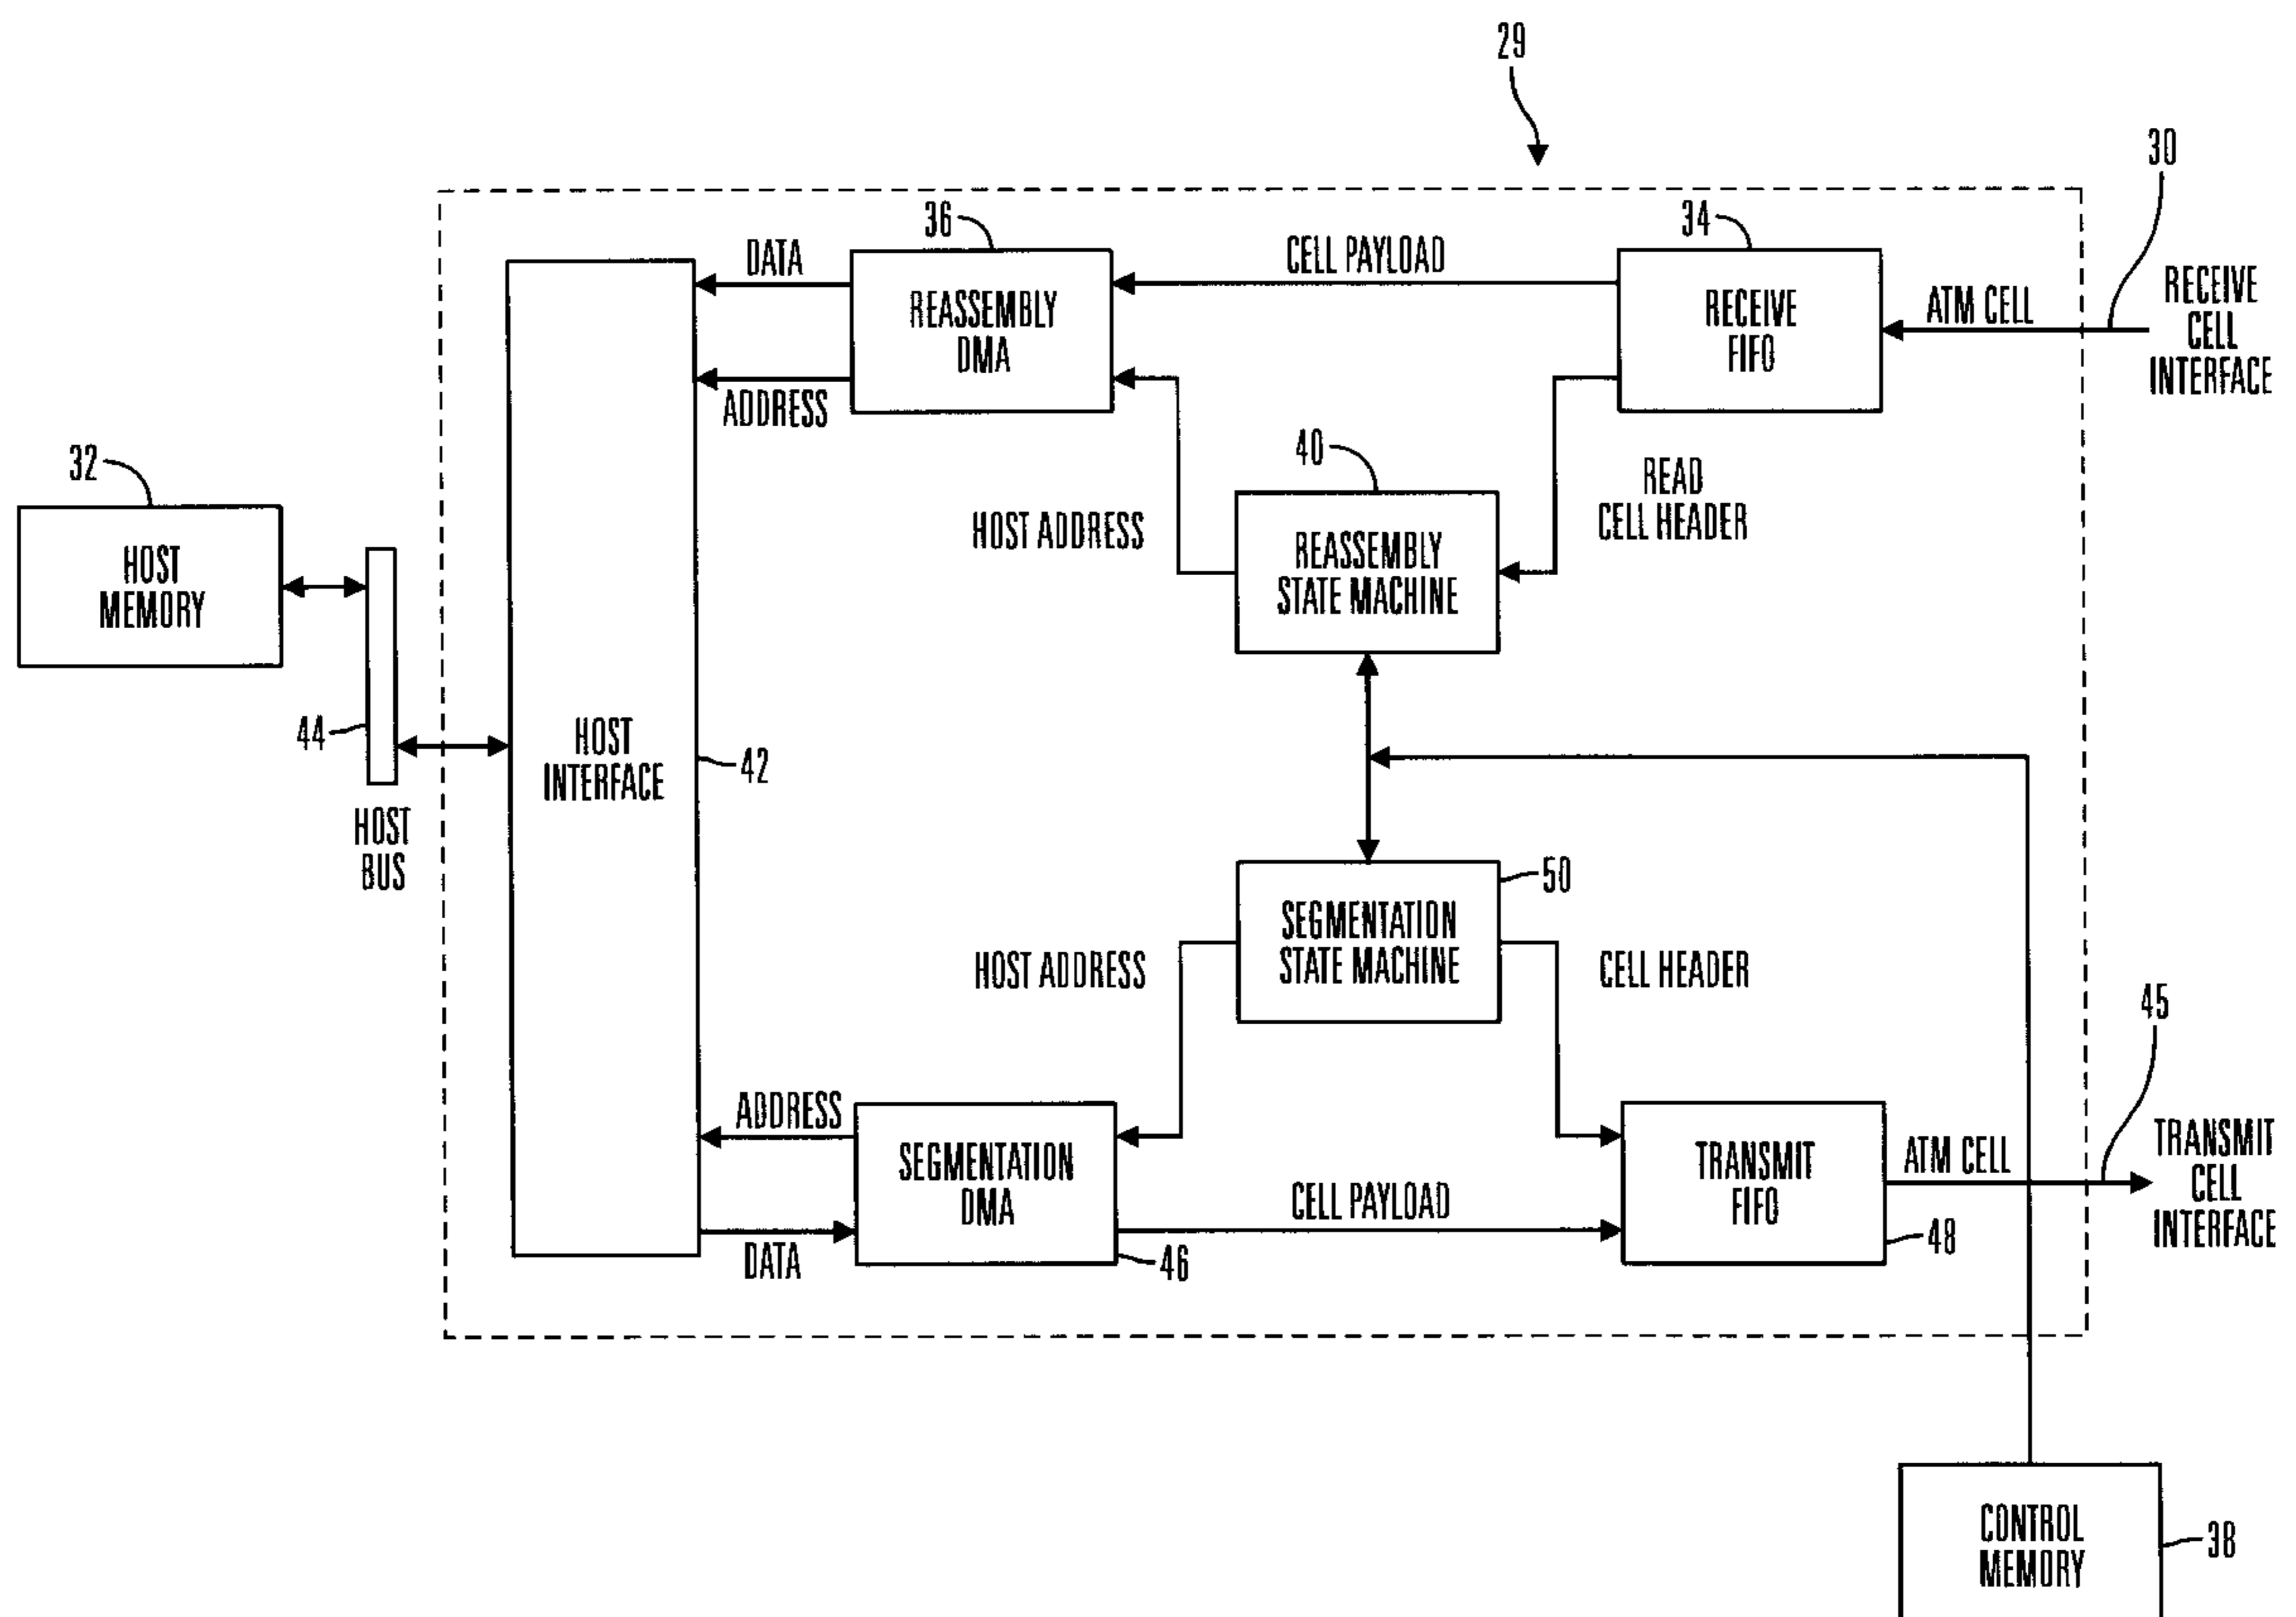 29
30
36
34
DATA
CELL PAYLOAD
RECEIVE
CELL
INTERFACE
ATM CELL
REASSEMBLY
DMA
RECEIVE
FIFO
ADDRESS
32
40
READ
CELL HEADER
HOST ADDRESS
HOST
MEMORY
REASSEMBLY
STATE MACHINE
44
HOST
INTERFACE
42
HOST
BUS
50
SEGMENTATION
STATE MACHINE
HOST ADDRESS
CELL HEADER
45
ADDRESS
SEGMENTATION
DMA
TRANSMIT
FIFO
ATM CELL
TRANSMIT
CELL
INTERFACE
CELL PAYLOAD
DATA
46
48
CONTROL
MEMORY
38